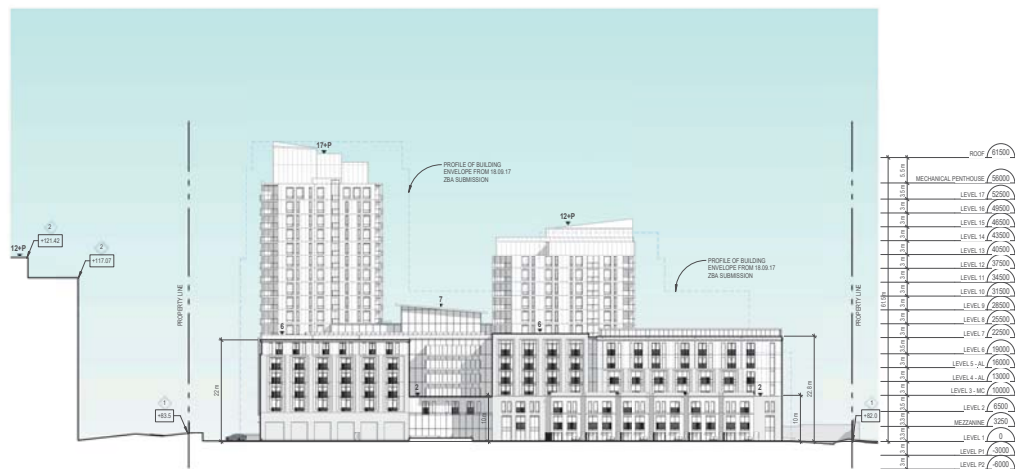 17+P
PROFILE OF BUILDING
ENVELOPE FROM 18.09.17
ZBA SUBMISSION
12+P
PROFILE OF BUILDING
ENVELOPE FROM 18.09.17
ZBA SUBMISSION
2
12+P
+121.42
2
+117.07
PROPERTY LINE
PROPERTY LINE
7
6
6
2
2
22 m
22.8 m
10 m
10 m
1
+83.5
1
+82.0
61.5 m
ROOF 61500
5.5 m
MECHANICAL PENTHOUSE 56000
3.5 m
LEVEL 17 52500
3 m
LEVEL 16 49500
3 m
LEVEL 15 46500
3 m
LEVEL 14 43500
3 m
LEVEL 13 40500
3 m
LEVEL 12 37500
3 m
LEVEL 11 34500
3 m
LEVEL 10 31500
3 m
LEVEL 9 28500
3 m
LEVEL 8 25500
3 m
LEVEL 7 22500
3.5 m
LEVEL 6 19000
3 m
LEVEL 5 - AL 16000
3 m
LEVEL 4 - AL 13000
3 m
LEVEL 3 - MC 10000
3.5 m
LEVEL 2 6500
MEZZANINE 3250
LEVEL 1 0
3 m
LEVEL P1 -3000
3 m
LEVEL P2 -6000